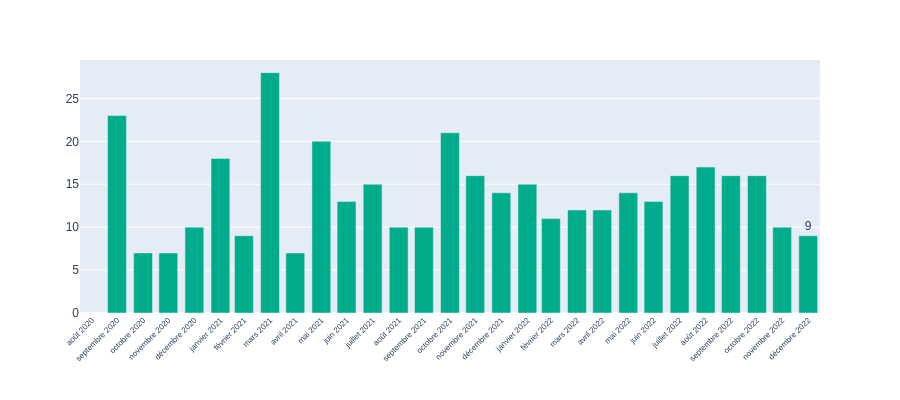 25
20
15
10
5
0
9
août 2020
septembre 2020
octobre 2020
novembre 2020
décembre 2020
janvier 2021
février 2021
mars 2021
avril 2021
mai 2021
juin 2021
juillet 2021
août 2021
septembre 2021
octobre 2021
novembre 2021
décembre 2021
janvier 2022
février 2022
mars 2022
avril 2022
mai 2022
juin 2022
juillet 2022
août 2022
septembre 2022
octobre 2022
novembre 2022
décembre 2022